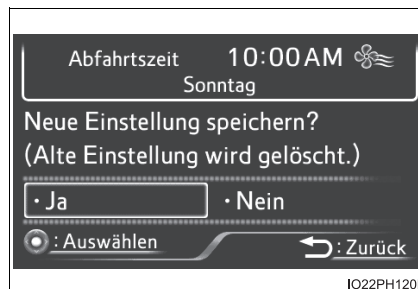 Abfahrtszeit 10:00AM
Sonntag
Neue Einstellung speichern?
(Alte Einstellung wird gelöscht.)
・Ja ・Nein
:Auswählen :Zurück
IO22PH120